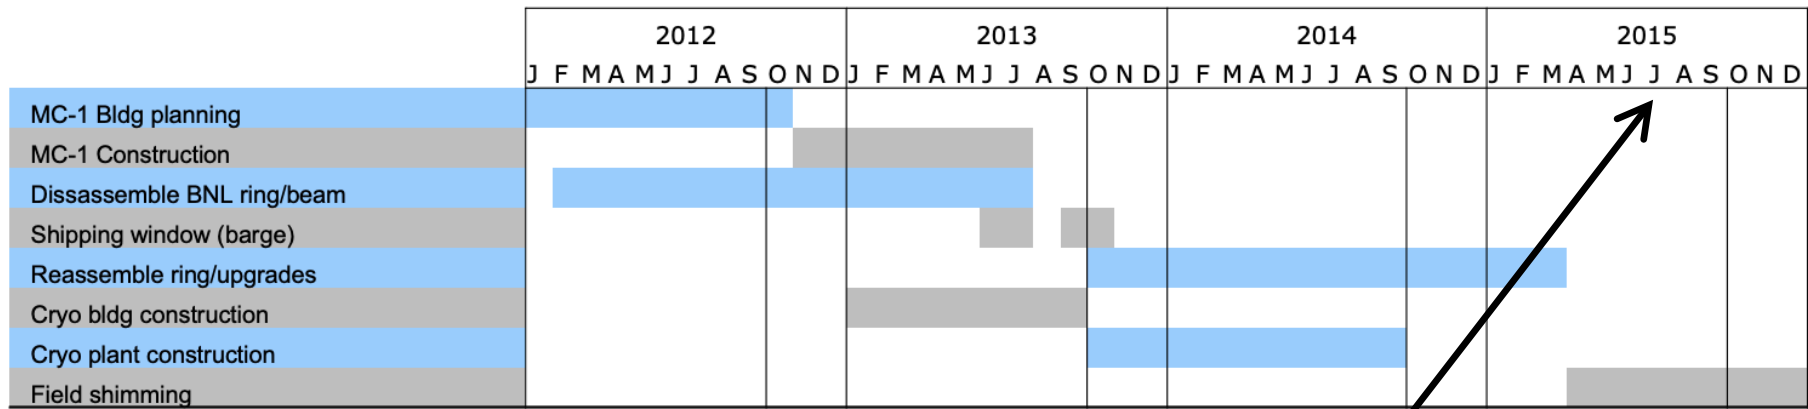 2012 2013 2014 2015
J F M A M J J A S O N D J F M A M J J A S O N D J F M A M J J A S O N D J F M A M J J A S O N D
MC-1 Bldg planning
MC-1 Construction
Dissassemble BNL ring/beam
Shipping window (barge)
Reassemble ring/upgrades
Cryo bldg construction
Cryo plant construction
Field shimming